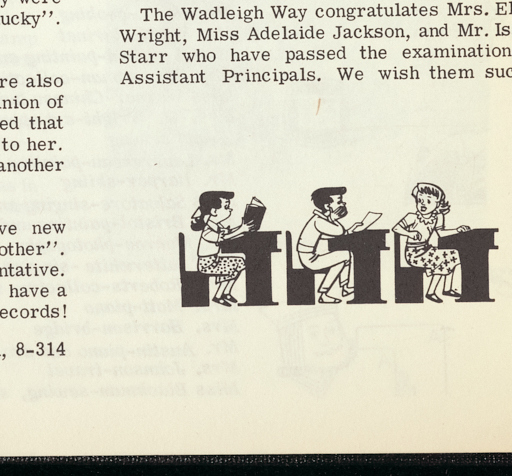 y were
ucky".
re also
nion of
ed that
to her.
another
ve new
other".
ntative.
have a
ecords!
, 8-314
The Wadleigh Way congratulates Mrs. El
Wright, Miss Adelaide Jackson, and Mr. Is
Starr who have passed the examination
Assistant Principals. We wish them suc